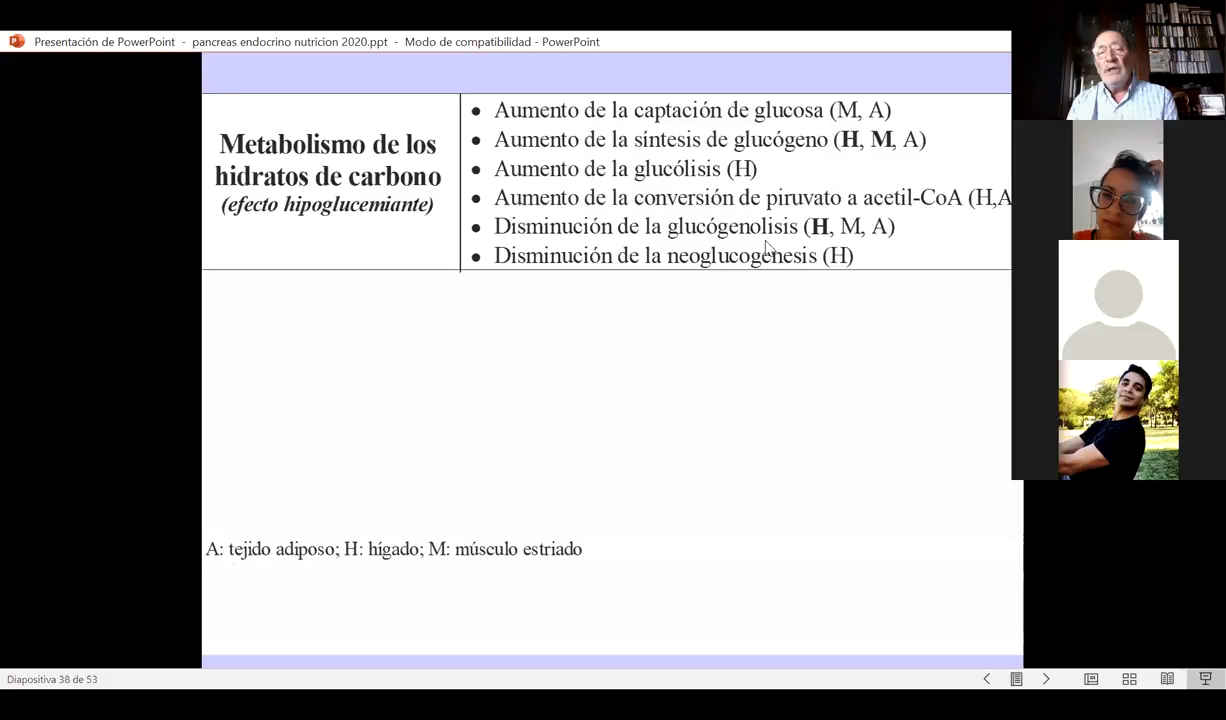 Presentación de PowerPoint - pancreas endocrino nutricion 2020.ppt - Modo de compatibilidad - PowerPoint
Metabolismo de los
hidratos de carbono
(efecto hipoglucemiante)
• Aumento de la captación de glucosa (M, A)
• Aumento de la síntesis de glucógeno (H, M, A)
• Aumento de la glucólisis (H)
• Aumento de la conversión de piruvato a acetil-CoA (H,A
• Disminución de la glucógenolisis (H, M, A)
• Disminución de la neoglucogenesis (H)
A: tejido adiposo; H: hígado; M: músculo estriado
Diapositiva 38 de 53